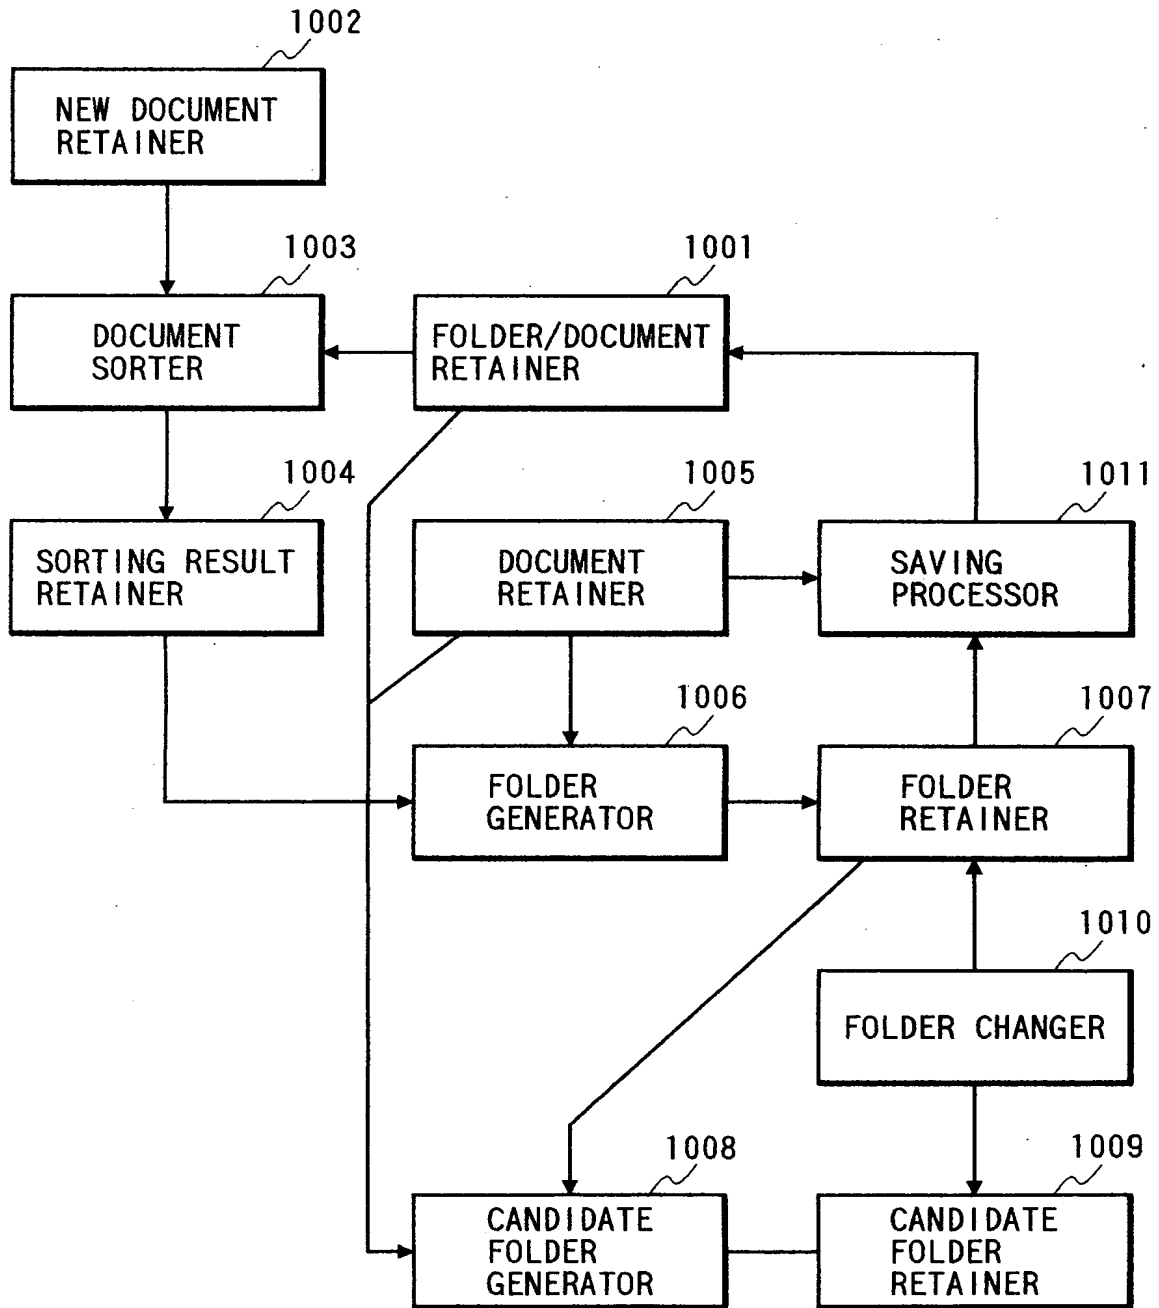 1002
NEW DOCUMENT
RETAINER
1003
DOCUMENT
SORTER
1001
FOLDER/DOCUMENT
RETAINER
1004
SORTING RESULT
RETAINER
1005
DOCUMENT
RETAINER
1011
SAVING
PROCESSOR
1006
FOLDER
GENERATOR
1007
FOLDER
RETAINER
1010
FOLDER CHANGER
1008
CANDIDATE
FOLDER
GENERATOR
1009
CANDIDATE
FOLDER
RETAINER